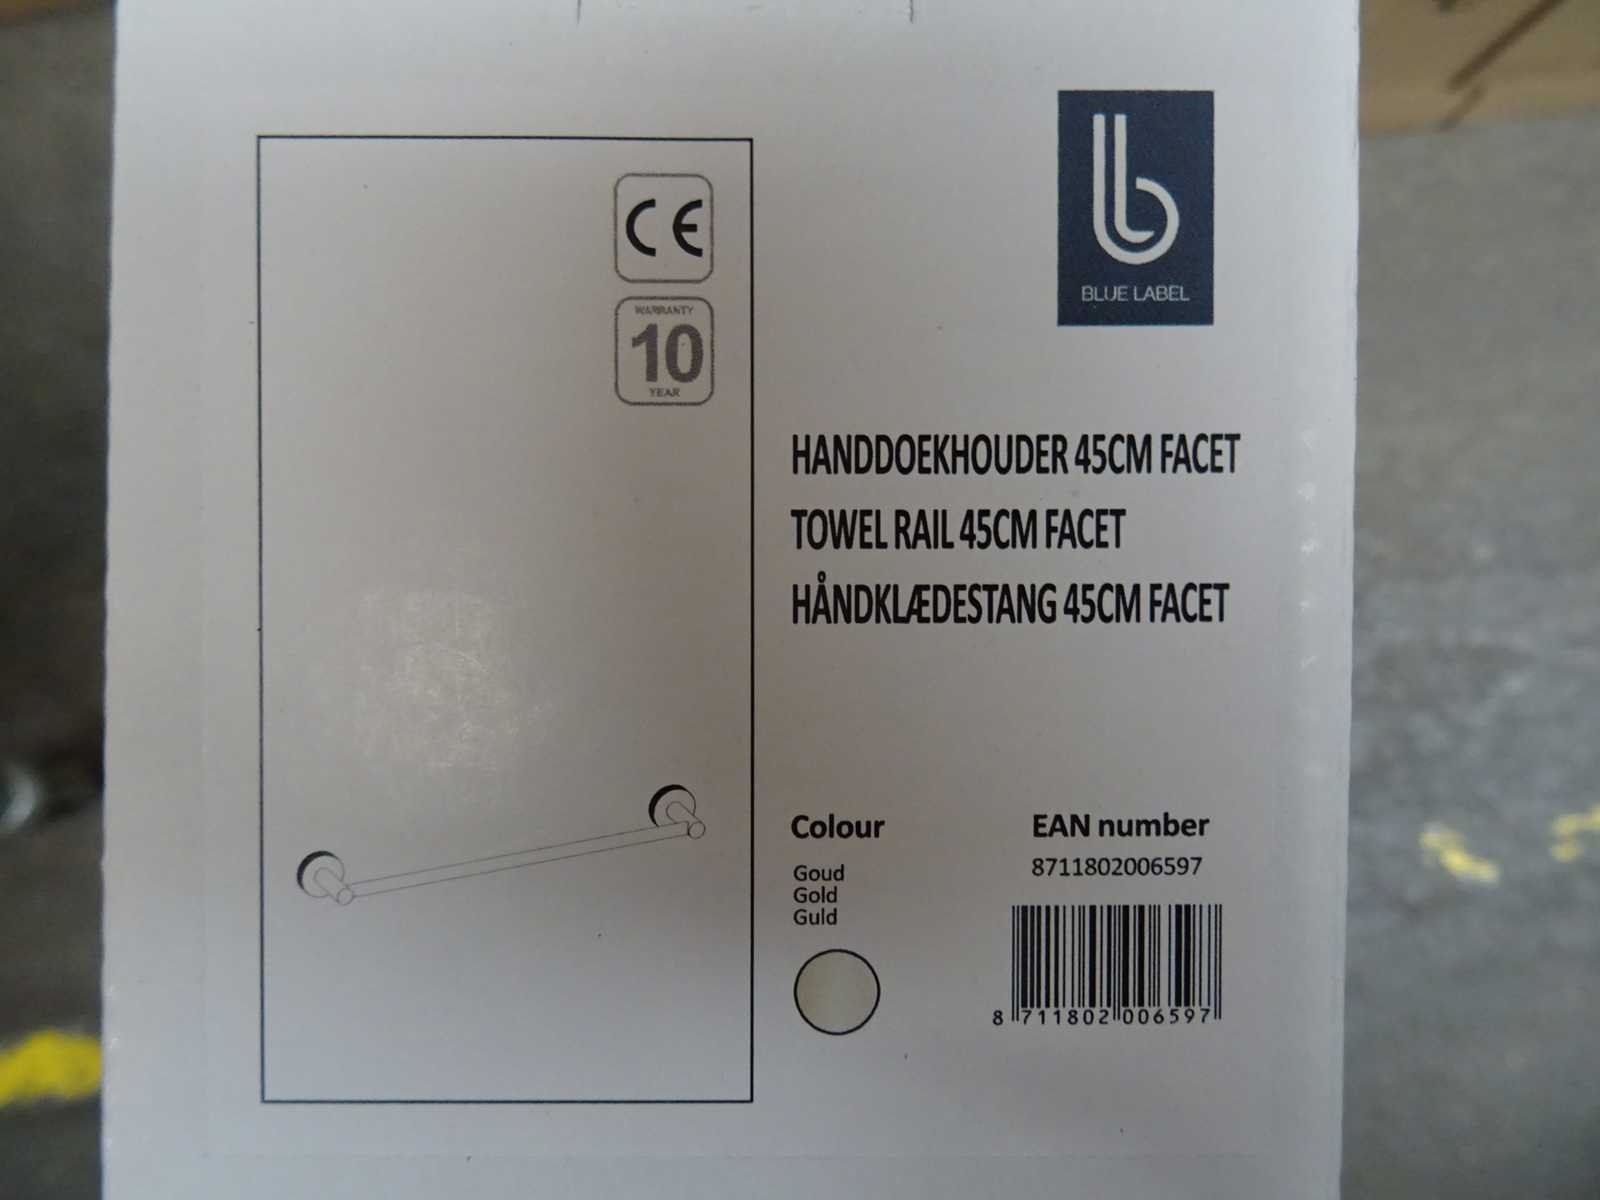 CE
WARRANTY
10
YEAR
b
BLUE LABEL
HANDDOEKHOUDER 45CM FACET
TOWEL RAIL 45CM FACET
HÅNDKLÆDESTANG 45CM FACET
Colour
Goud
Gold
Guld
EAN number
8711802006597
8 711802 006597